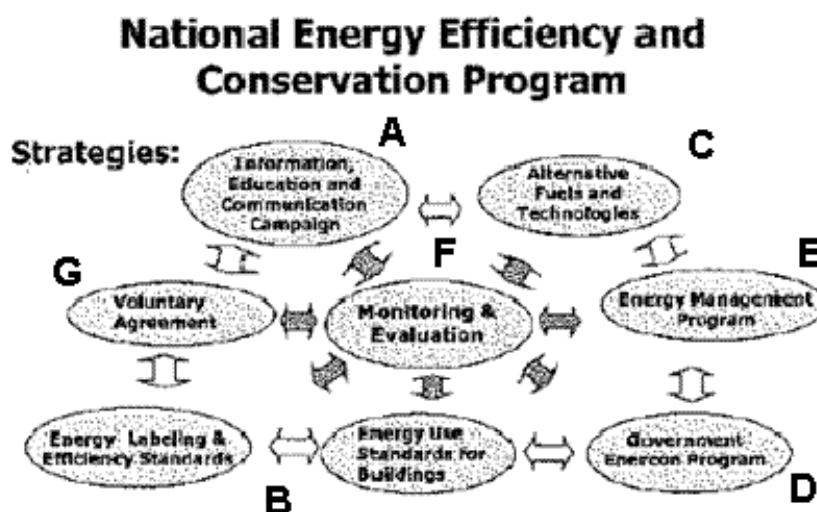 National Energy Efficiency and
Conservation Program
Strategies:
A
Information,
Education and
Communication
Campaign
C
Alternative
Fuels and
Technologies
G
Voluntary
Agreement
F
Monitoring &
Evaluation
E
Energy Management
Program
Energy Labeling &
Efficiency Standards
B
Energy Use
Standards for
Buildings
Government
Enercon Program
D